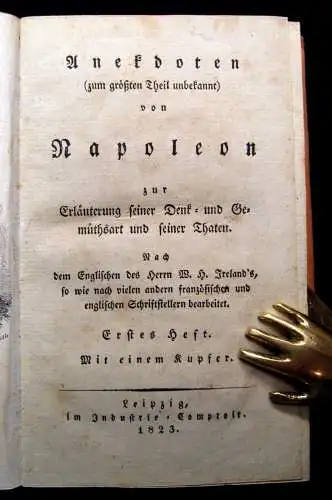 Anekdoten
(zum größten Theil unbekannt)
von
Napoleon
zur
Erläuterung seiner Denk- und Ge-
müthsart und seiner Thaten.
Nach
dem Englischen des Herrn W. H. Ireland's,
so wie nach vielen andern französischen und
englischen Schriftstellern bearbeitet.
Erstes Heft.
Mit einem Kupfer.
Leipzig,
im Industrie-Comptoir.
1823.